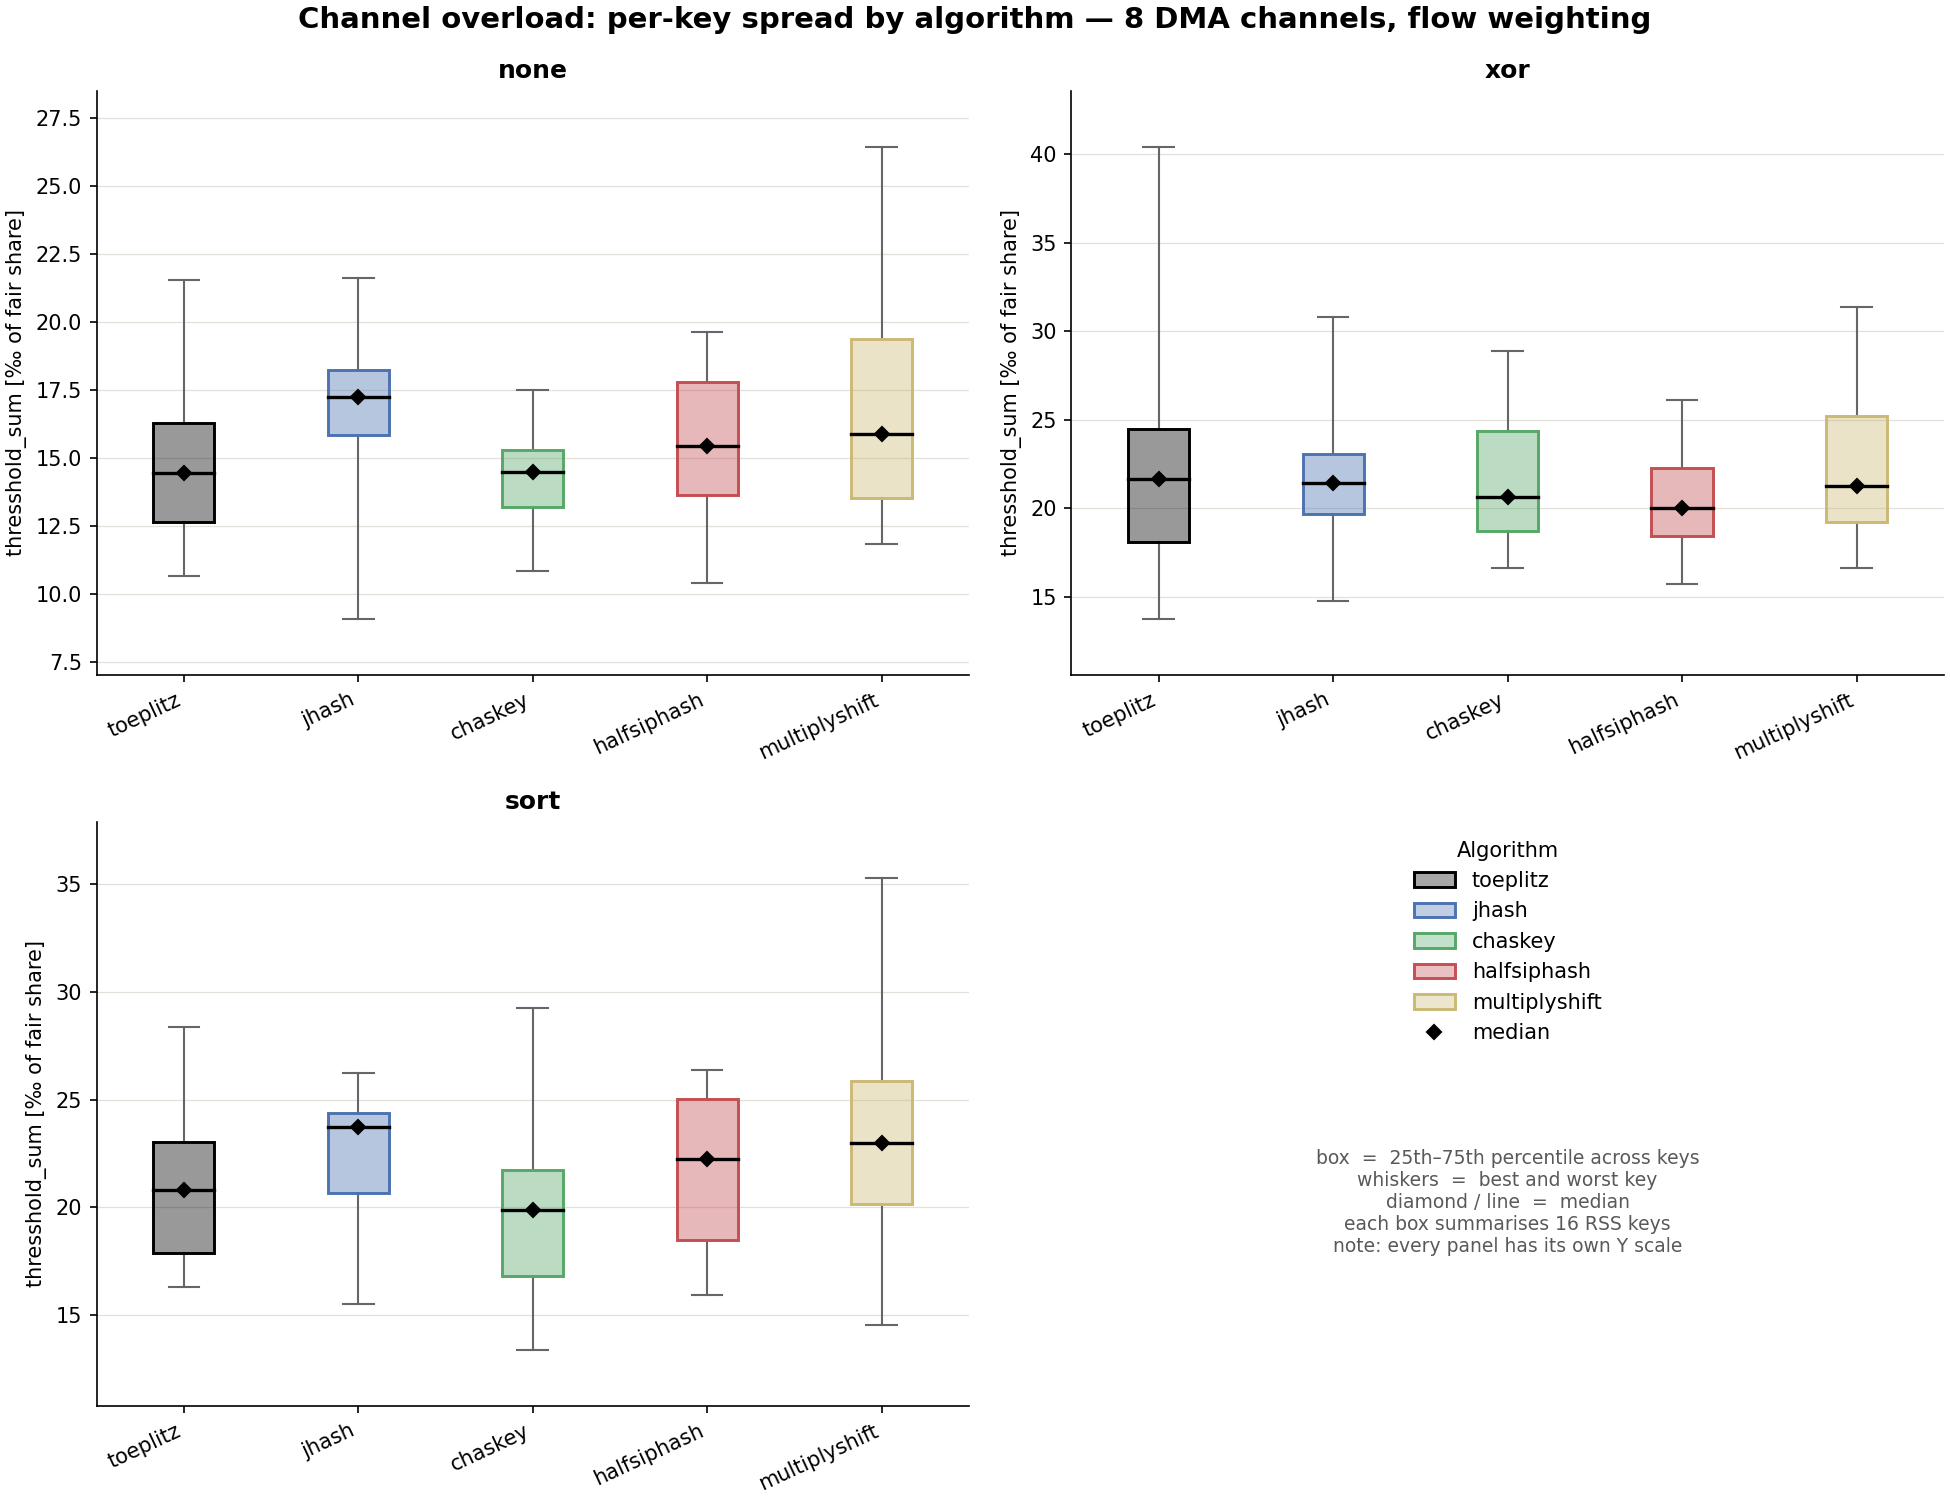 Channel overload: per-key spread by algorithm — 8 DMA channels, flow weighting
none
thresshold_sum [‰ of fair share]
27.5
25.0
22.5
20.0
17.5
15.0
12.5
10.0
7.5
toeplitz
jhash
chaskey
halfsiphash
multiplyshift
xor
thresshold_sum [‰ of fair share]
40
35
30
25
20
15
toeplitz
jhash
chaskey
halfsiphash
multiplyshift
sort
thresshold_sum [‰ of fair share]
35
30
25
20
15
toeplitz
jhash
chaskey
halfsiphash
multiplyshift
Algorithm
toeplitz
jhash
chaskey
halfsiphash
multiplyshift
median
box = 25th–75th percentile across keys
whiskers = best and worst key
diamond / line = median
each box summarises 16 RSS keys
note: every panel has its own Y scale